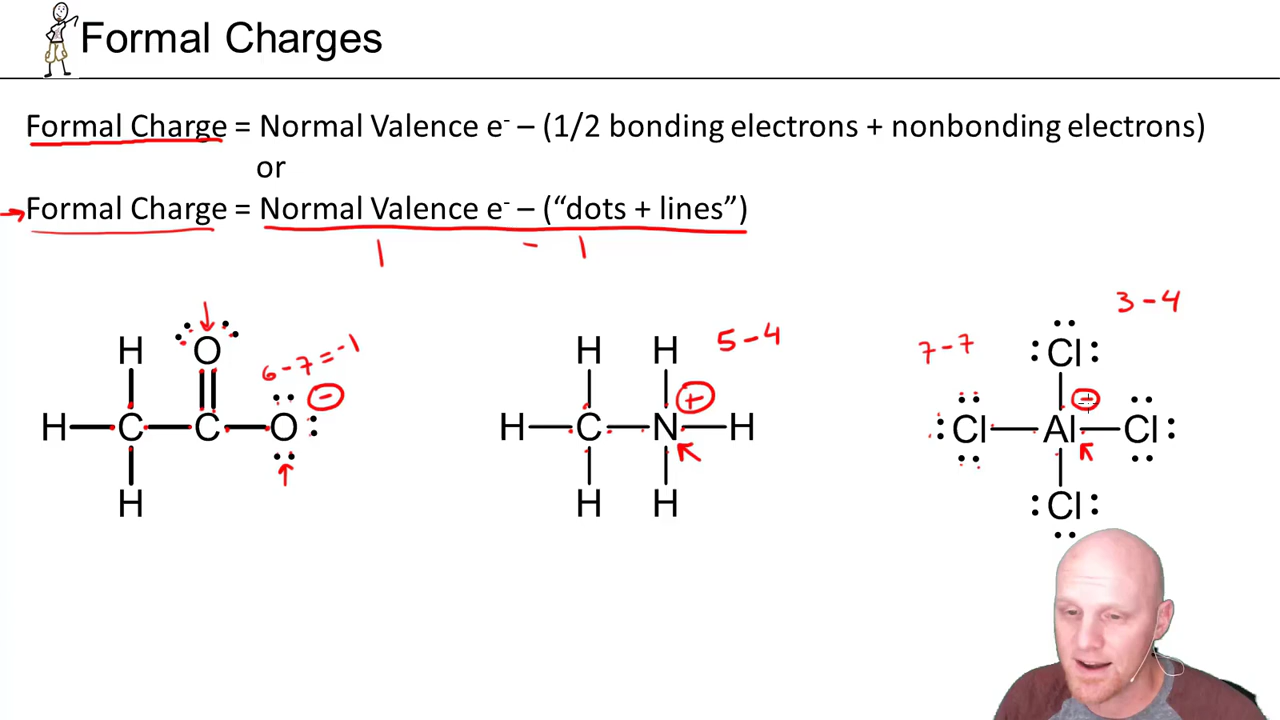 Formal Charges
Formal Charge = Normal Valence e⁻ – (1/2 bonding electrons + nonbonding electrons)
or
Formal Charge = Normal Valence e⁻ – (“dots + lines”)
1 - 1
3 - 4
H O
6 - 7 = -1
H H
5 - 4
7 - 7
Cl
−
+
−
H C C O
H C N H
Cl Al Cl
H
H H
Cl